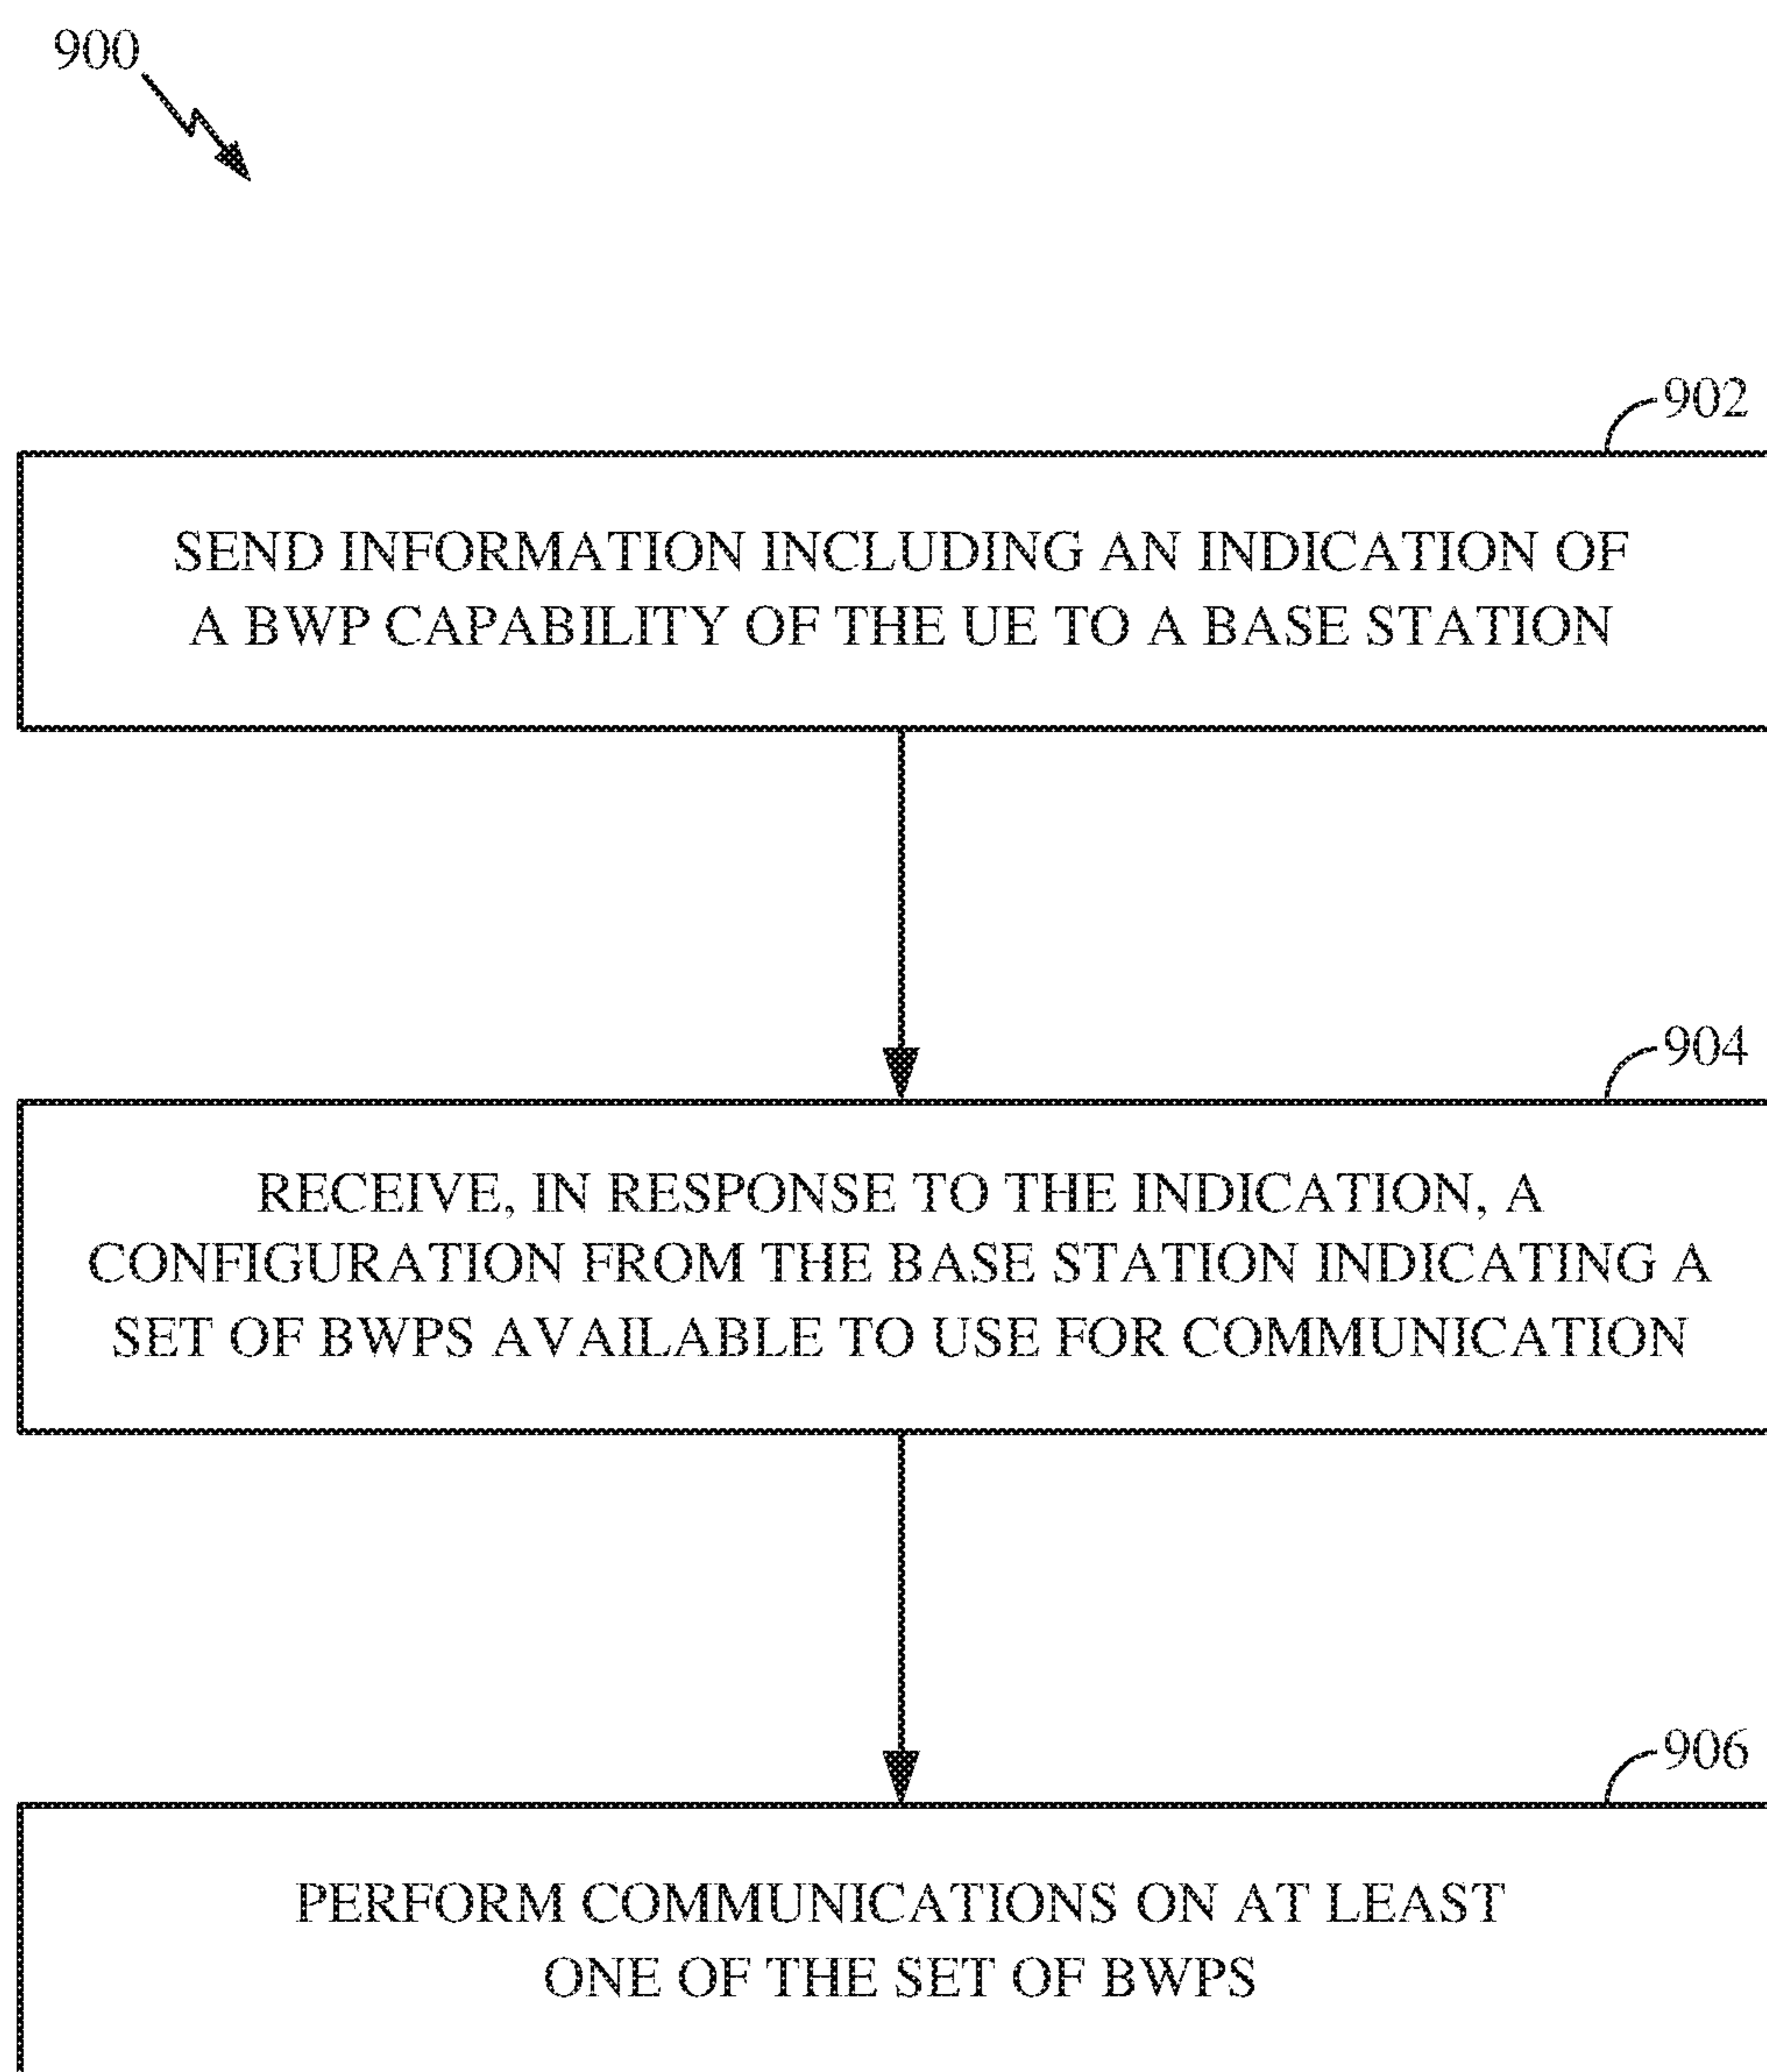 900
902
SEND INFORMATION INCLUDING AN INDICATION OF
A BWP CAPABILITY OF THE UE TO A BASE STATION
904
RECEIVE, IN RESPONSE TO THE INDICATION, A
CONFIGURATION FROM THE BASE STATION INDICATING A
SET OF BWPS AVAILABLE TO USE FOR COMMUNICATION
906
PERFORM COMMUNICATIONS ON AT LEAST
ONE OF THE SET OF BWPS